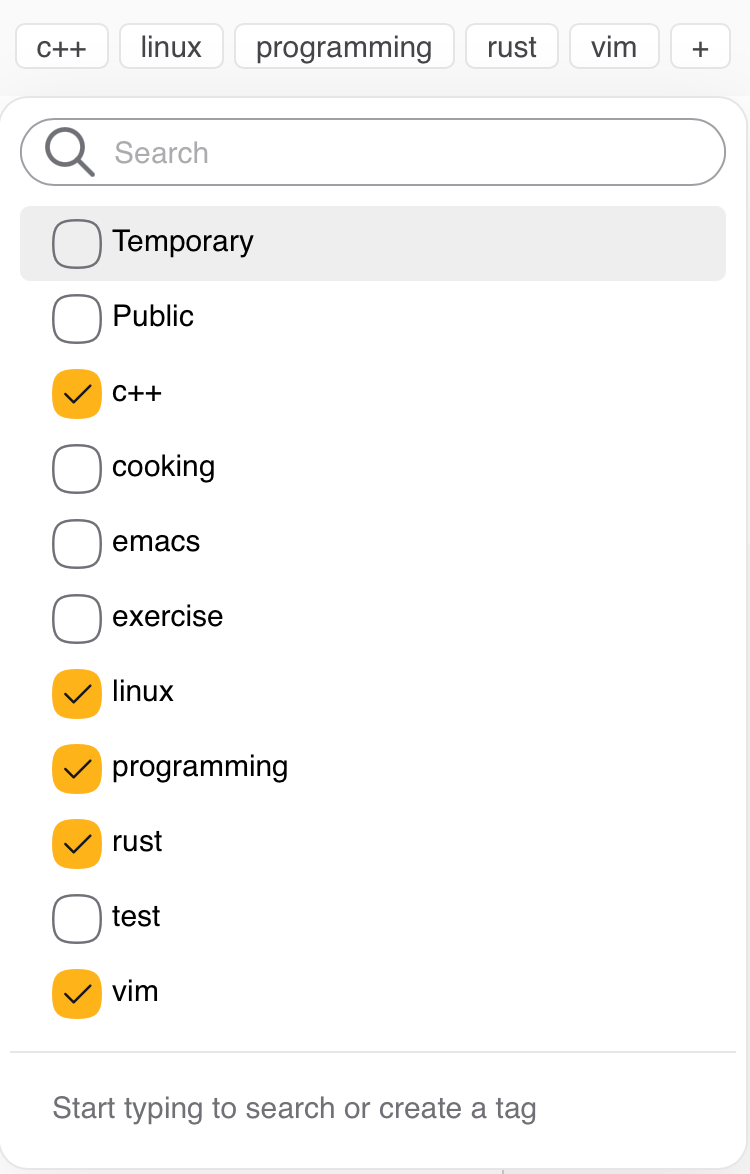 c++ linux programming rust vim +
Search
Temporary
Public
c++
cooking
emacs
exercise
linux
programming
rust
test
vim
Start typing to search or create a tag